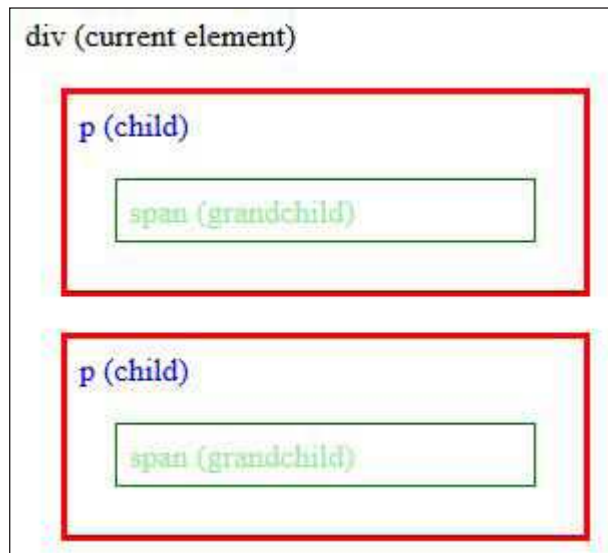 div (current element)
p (child)
span (grandchild)
p (child)
span (grandchild)